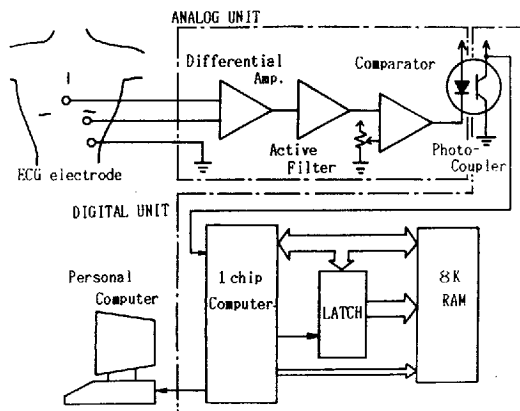 ANALOG UNIT
Differential
Amp.
Comparator
Active
Filter
Photo-
Coupler
ECG electrode
DIGITAL UNIT
Personal
Computer
1 chip
Computer
LATCH
8K
RAM